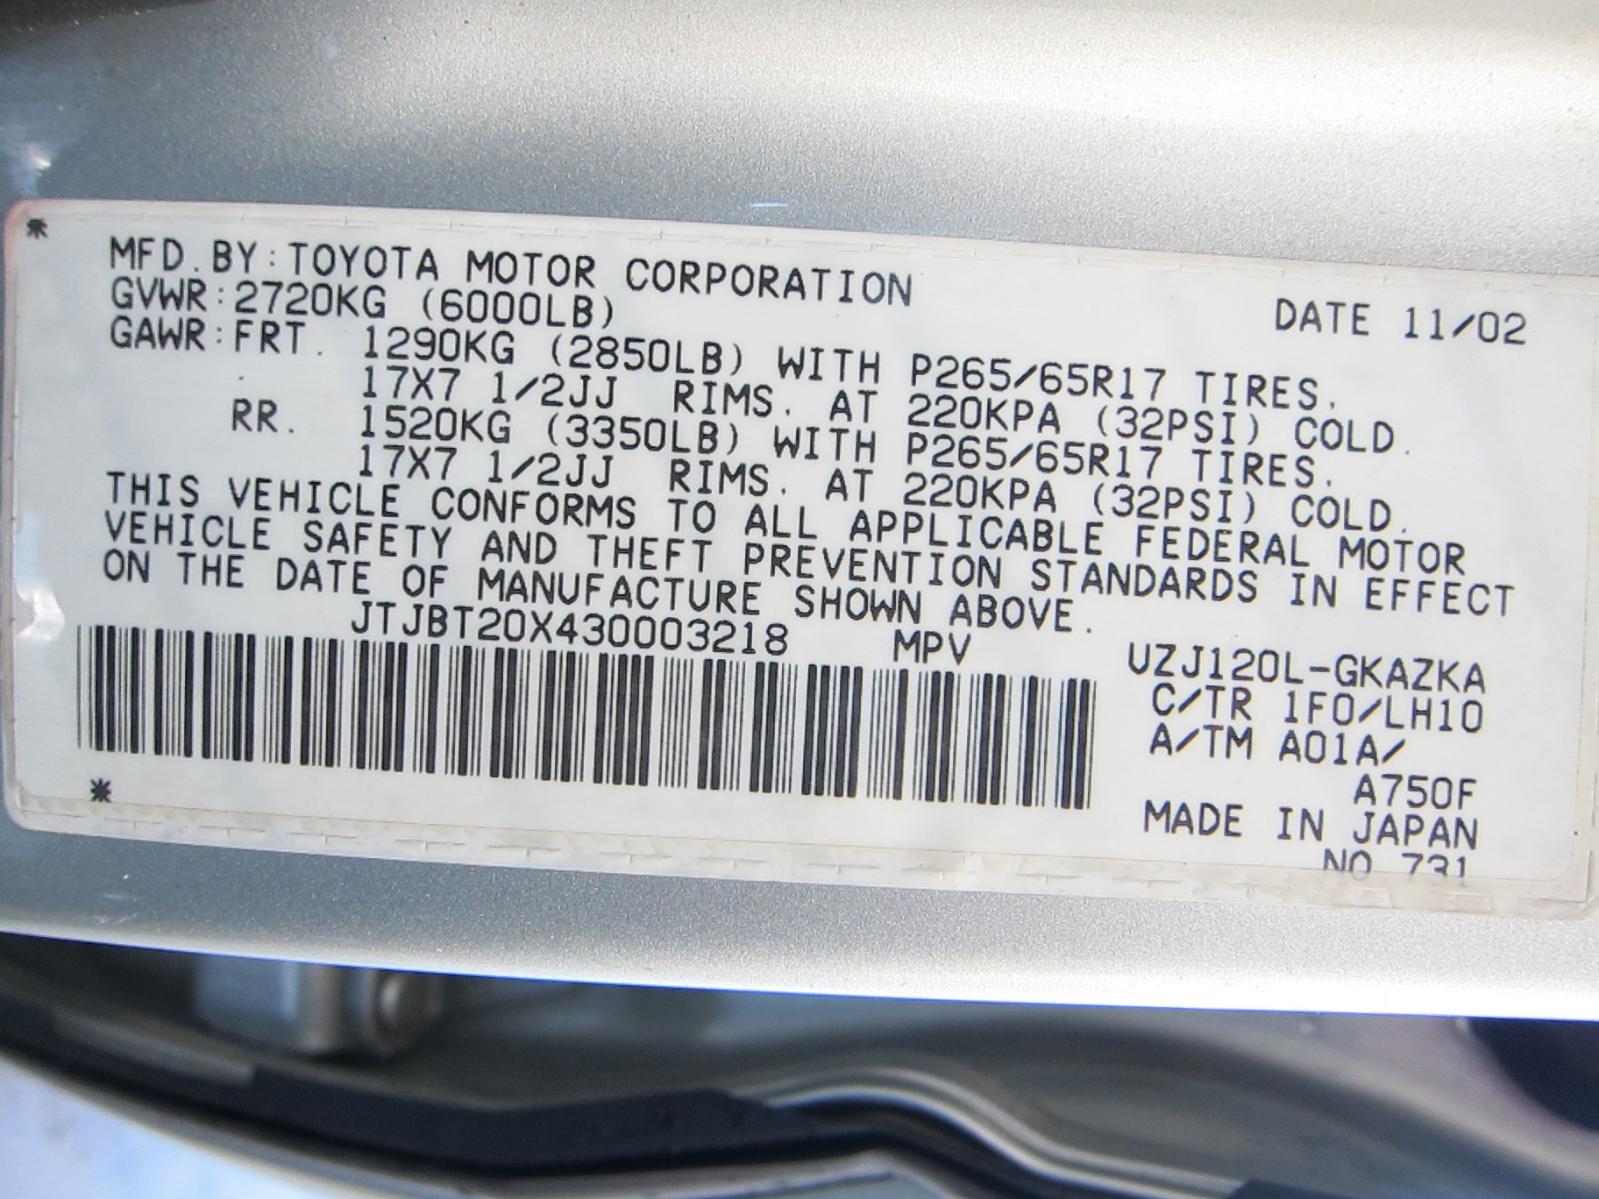 MFD. BY: TOYOTA MOTOR CORPORATION DATE 11/02
GVWR: 2720KG (6000LB)
GAWR: FRT. 1290KG (2850LB) WITH P265/65R17 TIRES.
17X7 1/2JJ RIMS. AT 220KPA (32PSI) COLD.
RR. 1520KG (3350LB) WITH P265/65R17 TIRES.
17X7 1/2JJ RIMS. AT 220KPA (32PSI) COLD.
THIS VEHICLE CONFORMS TO ALL APPLICABLE FEDERAL MOTOR
VEHICLE SAFETY AND THEFT PREVENTION STANDARDS IN EFFECT
ON THE DATE OF MANUFACTURE SHOWN ABOVE.
JTJBT20X430003218 MPV
UZJ120L-GKAZKA
C/TR 1F0/LH10
A/TM A01A/
A750F
MADE IN JAPAN
NO 731